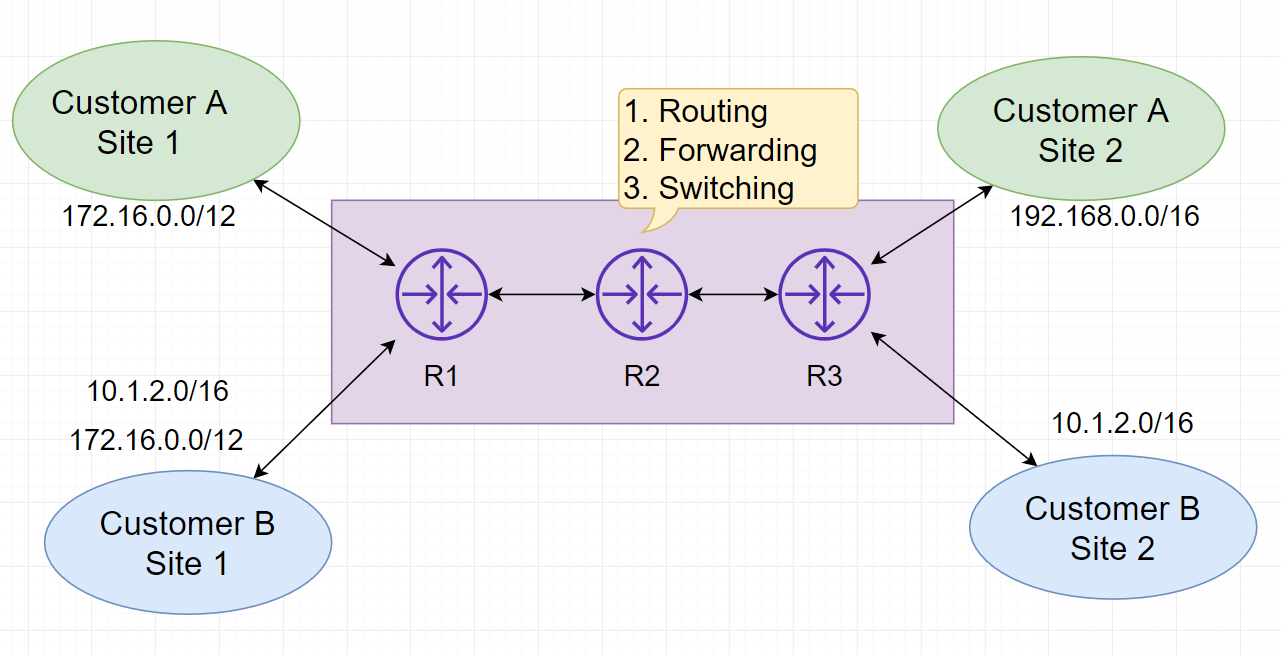 Customer A
Site 1
172.16.0.0/12
1. Routing
2. Forwarding
3. Switching
Customer A
Site 2
192.168.0.0/16
R1
R2
R3
10.1.2.0/16
172.16.0.0/12
Customer B
Site 1
10.1.2.0/16
Customer B
Site 2